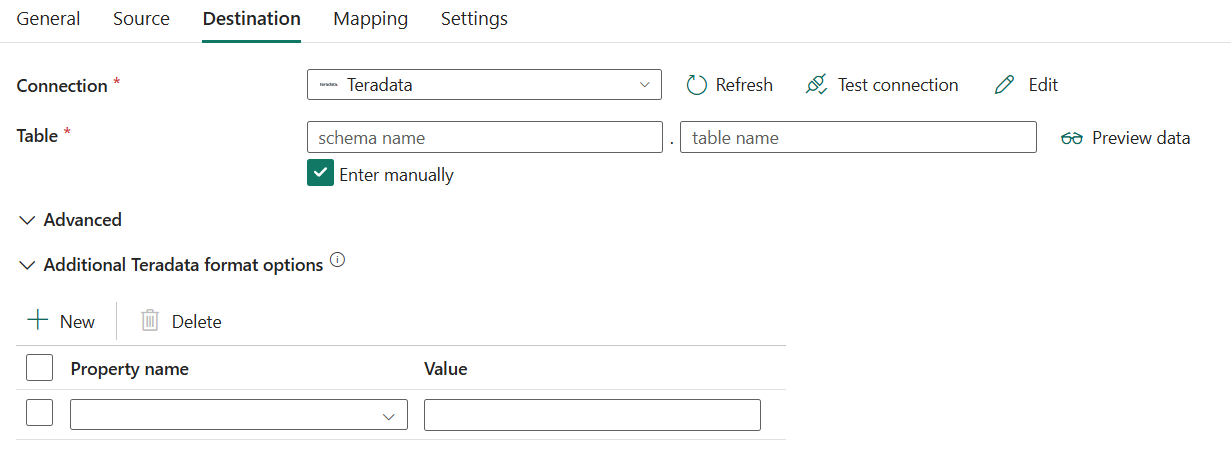 General Source Destination Mapping Settings
Connection * teradata. Teradata Refresh Test connection Edit
Table * schema name . table name Preview data
Enter manually
Advanced
Additional Teradata format options
New Delete
Property name Value